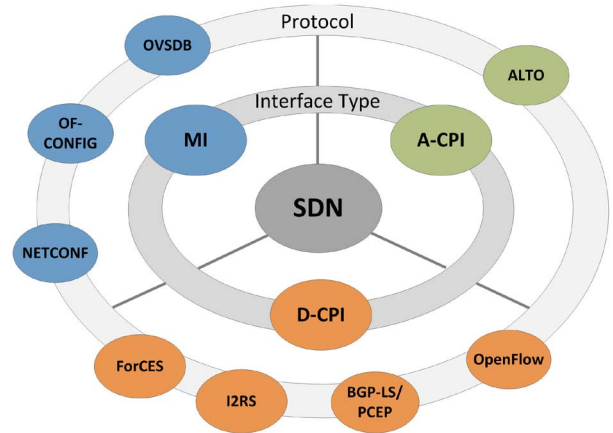 Protocol
OVSDB
ALTO
Interface Type
OF-
CONFIG
MI
A-CPI
SDN
NETCONF
D-CPI
ForCES
OpenFlow
I2RS
BGP-LS/
PCEP